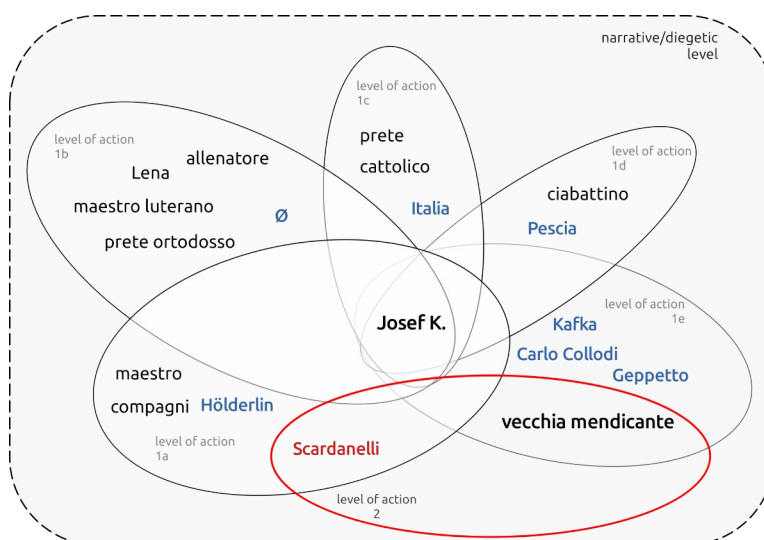 narrative/diegetic
level
level of action
1c
level of action
1b
allenatore
prete
cattolico
level of action
1d
Lena
maestro luterano
Ø
Italia
ciabattino
prete ortodosso
Pescia
level of action
1e
Josef K.
Kafka
Carlo Collodi
Geppetto
maestro
compagni
Hölderlin
vecchia mendicante
level of action
1a
Scardanelli
level of action
2